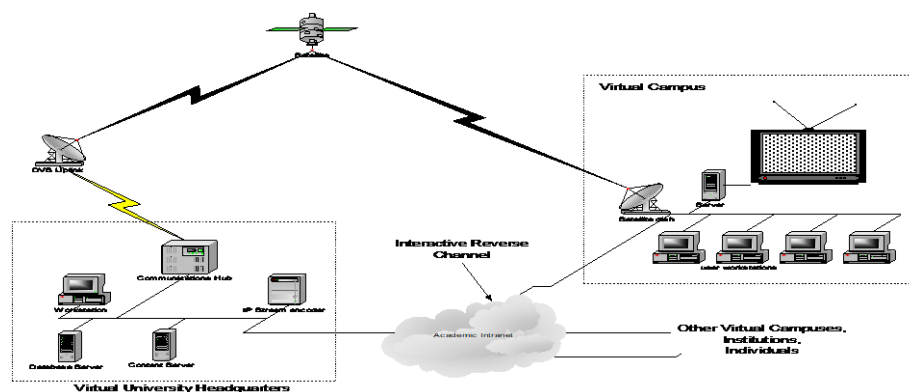 Satellite
Virtual Campus
DVB Uplink
Server
Satellite dish
user workstations
Interactive Reverse
Channel
Communications Hub
Workstation
IP Stream encoder
Academic Intranet
Other Virtual Campuses,
Institutions,
Individuals
Database Server
Content Server
Virtual University Headquarters